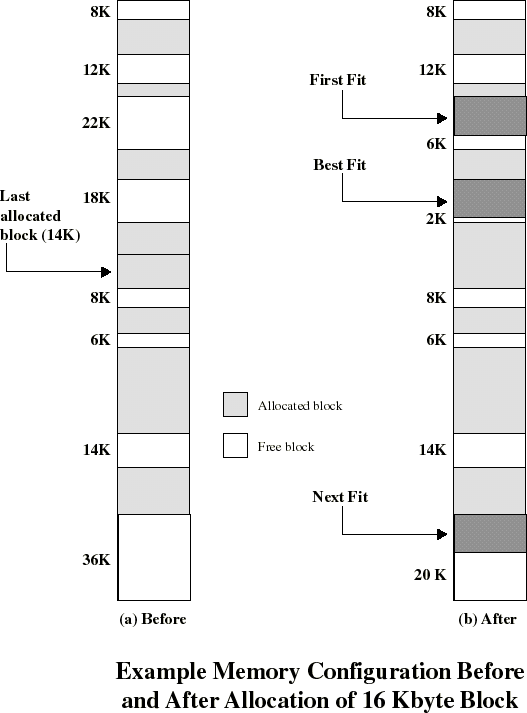 8K
12K
22K
18K
Last
allocated
block (14K)
8K
6K
14K
36K
(a) Before
Allocated block
Free block
8K
12K
First Fit
6K
Best Fit
2K
8K
6K
14K
Next Fit
20 K
(b) After
Example Memory Configuration Before
and After Allocation of 16 Kbyte Block